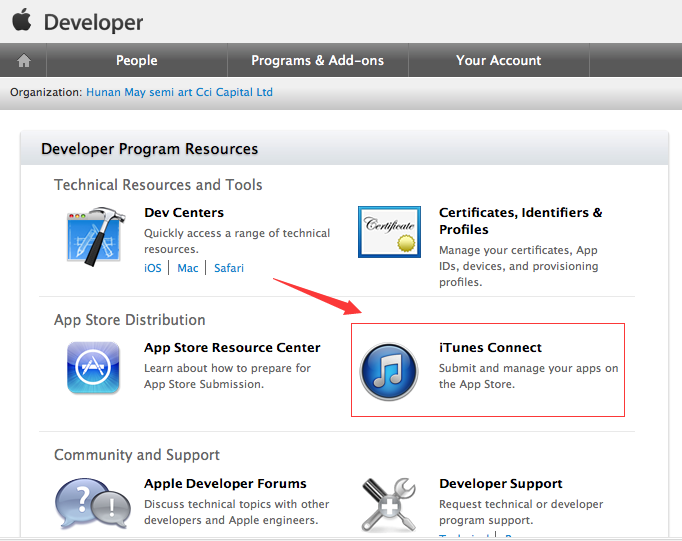 Developer
People Programs & Add-ons Your Account
Organization: Hunan May semi art Cci Capital Ltd
Developer Program Resources
Technical Resources and Tools
Dev Centers
Quickly access a range of technical
resources.
iOS Mac Safari
Certificate
Certificates, Identifiers &
Profiles
Manage your certificates, App
IDs, devices, and provisioning
profiles.
App Store Distribution
App Store Resource Center
Learn about how to prepare for
App Store Submission.
iTunes Connect
Submit and manage your apps on
the App Store.
Community and Support
Apple Developer Forums
Discuss technical topics with other
developers and Apple engineers.
Developer Support
Request technical or developer
program support.